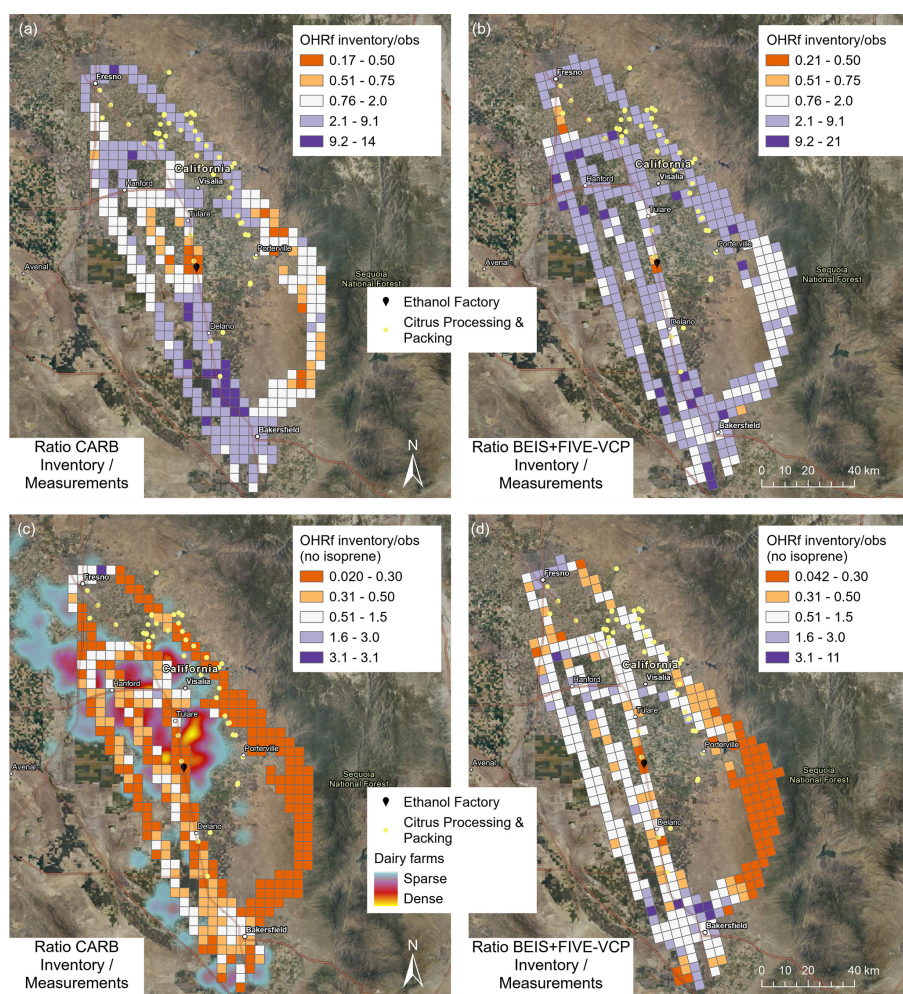 (a)
OHRf inventory/obs
0.17 - 0.50
0.51 - 0.75
0.76 - 2.0
2.1 - 9.1
9.2 - 14
Fresno
California
Hanford
Visalia
Tulare
Avenal
Porterville
Sequoia
National Forest
Delano
Bakersfield
Ratio CARB
Inventory /
Measurements
N
Ethanol Factory
Citrus Processing &
Packing
(b)
OHRf inventory/obs
0.21 - 0.50
0.51 - 0.75
0.76 - 2.0
2.1 - 9.1
9.2 - 21
Fresno
California
Hanford
Visalia
Tulare
Avenal
Porterville
Sequoia
National Forest
Delano
Bakersfield
Ratio BEIS+FIVE-VCP
Inventory /
Measurements
N
0 10 20 40 km
(c)
OHRf inventory/obs
(no isoprene)
0.020 - 0.30
0.31 - 0.50
0.51 - 1.5
1.6 - 3.0
3.1 - 3.1
Fresno
California
Hanford
Visalia
Tulare
Avenal
Porterville
Sequoia
National Forest
Delano
Bakersfield
Ratio CARB
Inventory /
Measurements
N
Ethanol Factory
Citrus Processing &
Packing
Dairy farms
Sparse
Dense
(d)
OHRf inventory/obs
(no isoprene)
0.042 - 0.30
0.31 - 0.50
0.51 - 1.5
1.6 - 3.0
3.1 - 11
Fresno
California
Hanford
Visalia
Tulare
Avenal
Porterville
Sequoia
National Forest
Delano
Bakersfield
Ratio BEIS+FIVE-VCP
Inventory /
Measurements
N
0 10 20 40 km